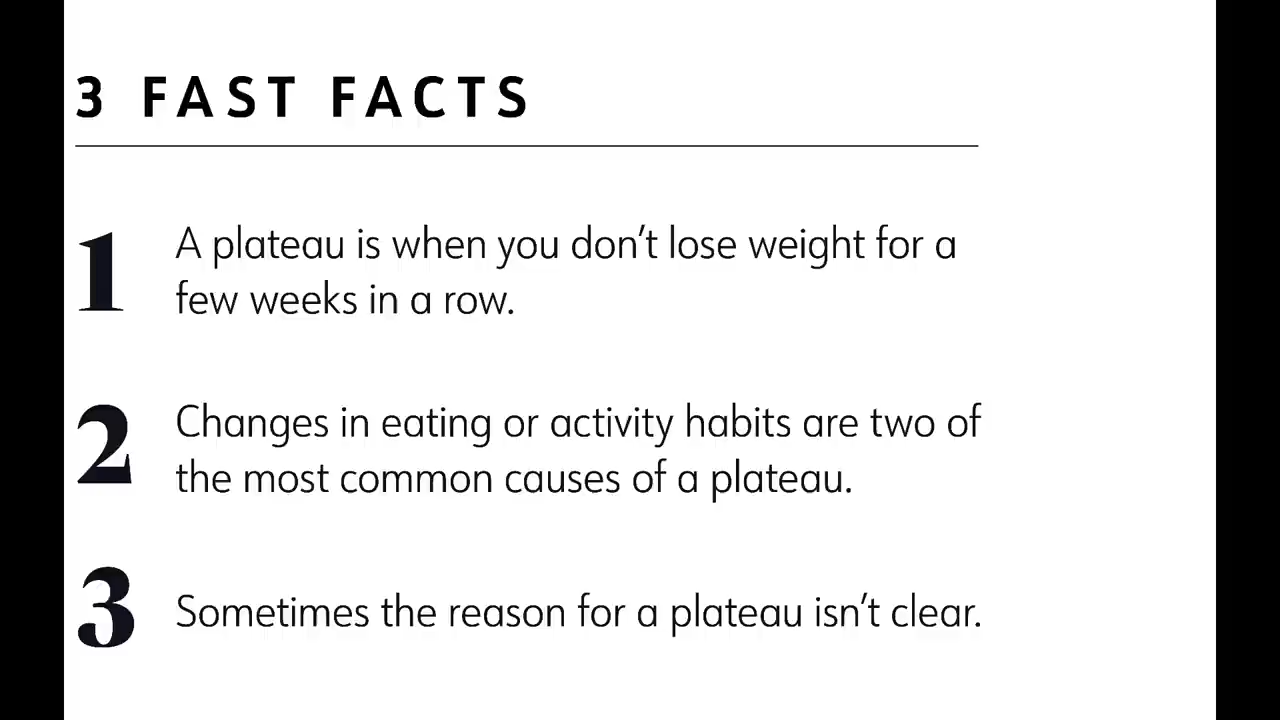 3 FAST FACTS
1 A plateau is when you don’t lose weight for a
few weeks in a row.
2 Changes in eating or activity habits are two of
the most common causes of a plateau.
3 Sometimes the reason for a plateau isn’t clear.